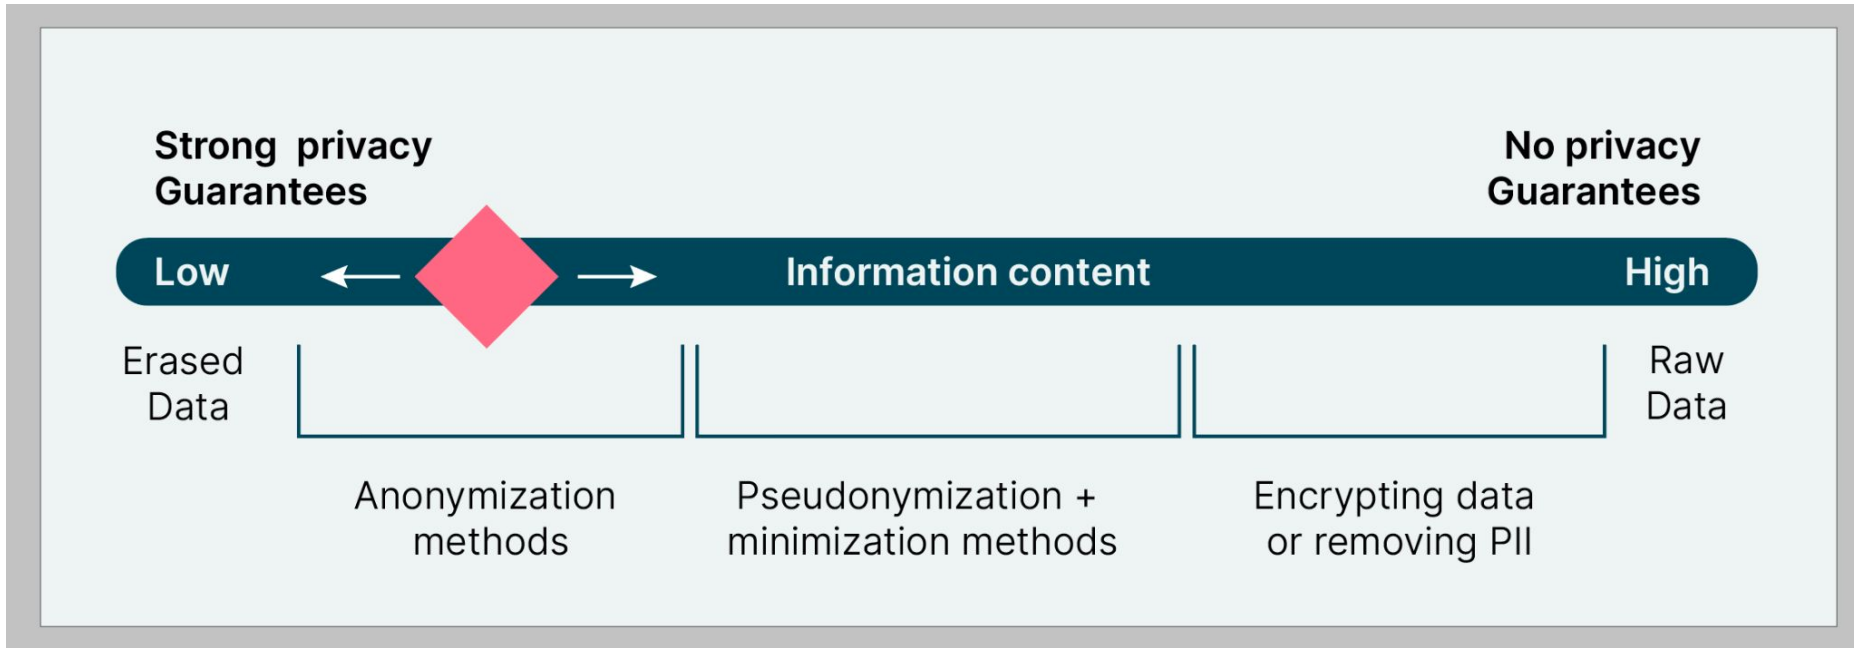 Strong privacy
Guarantees
No privacy
Guarantees
Low
Information content
High
Erased
Data
Raw
Data
Anonymization
methods
Pseudonymization +
minimization methods
Encrypting data
or removing PII